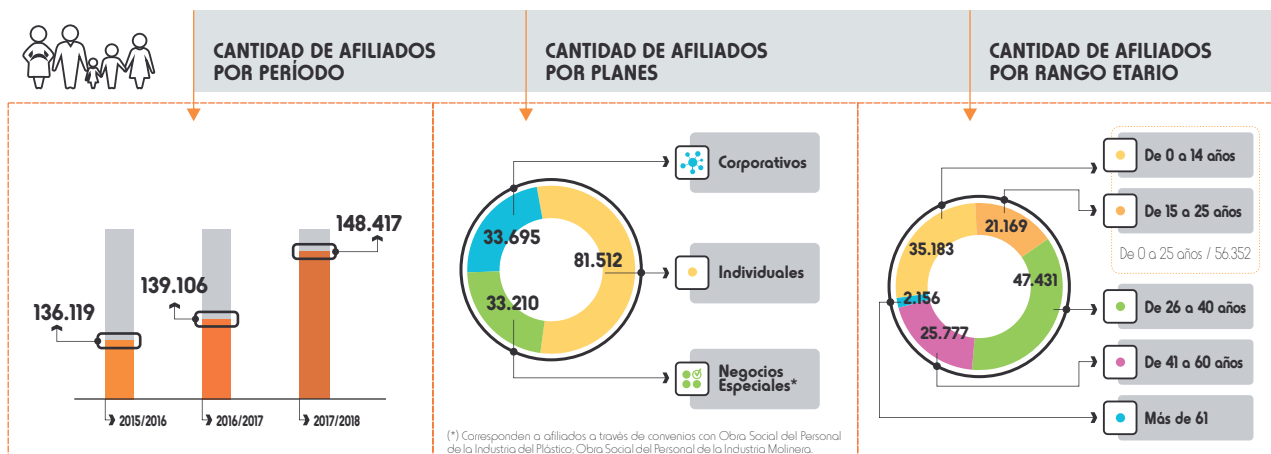 CANTIDAD DE AFILIADOS
POR PERÍODO
136.119
139.106
148.417
2015/2016
2016/2017
2017/2018
CANTIDAD DE AFILIADOS
POR PLANES
33.695
81.512
33.210
Corporativos
Individuales
Negocios
Especiales*
(*) Corresponden a afiliados a través de convenios con Obra Social del Personal
de la Industria del Plástico; Obra Social del Personal de la Industria Molinera.
CANTIDAD DE AFILIADOS
POR RANGO ETARIO
35.183
21.169
47.431
2.156
25.777
De 0 a 14 años
De 15 a 25 años
De 0 a 25 años / 56.352
De 26 a 40 años
De 41 a 60 años
Más de 61